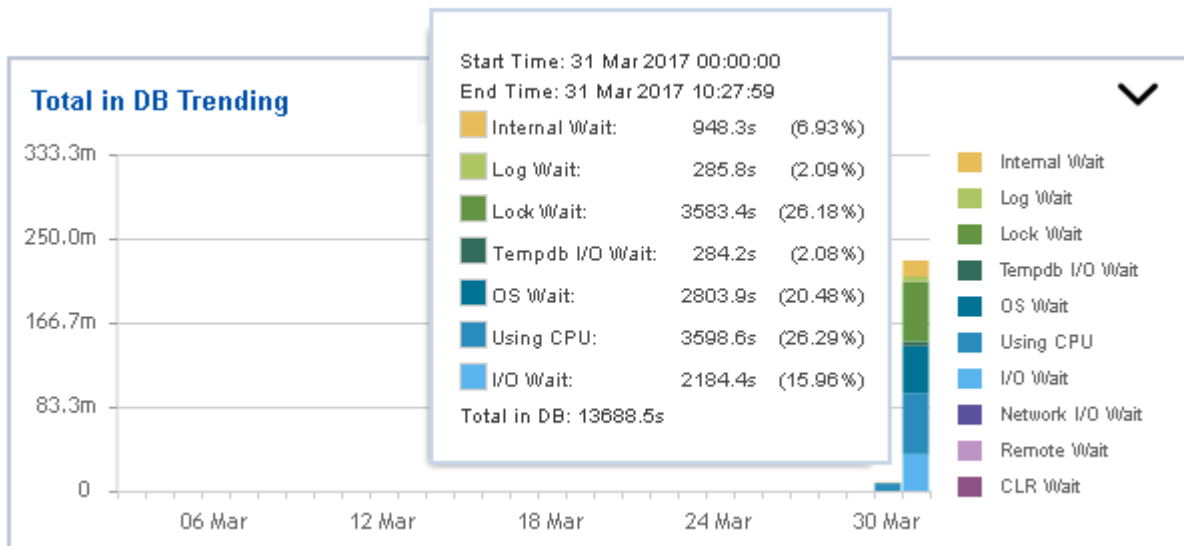 Start Time: 31 Mar 2017 00:00:00
End Time: 31 Mar 2017 10:27:59
Internal Wait: 948.3s (6.93%)
Log Wait: 285.8s (2.09%)
Lock Wait: 3583.4s (26.18%)
Tempdb I/O Wait: 284.2s (2.08%)
OS Wait: 2803.9s (20.48%)
Using CPU: 3598.6s (26.29%)
I/O Wait: 2184.4s (15.96%)
Total in DB: 13688.5s
Total in DB Trending
333.3m
250.0m
166.7m
83.3m
0
06 Mar 12 Mar 18 Mar 24 Mar 30 Mar
Internal Wait
Log Wait
Lock Wait
Tempdb I/O Wait
OS Wait
Using CPU
I/O Wait
Network I/O Wait
Remote Wait
CLR Wait